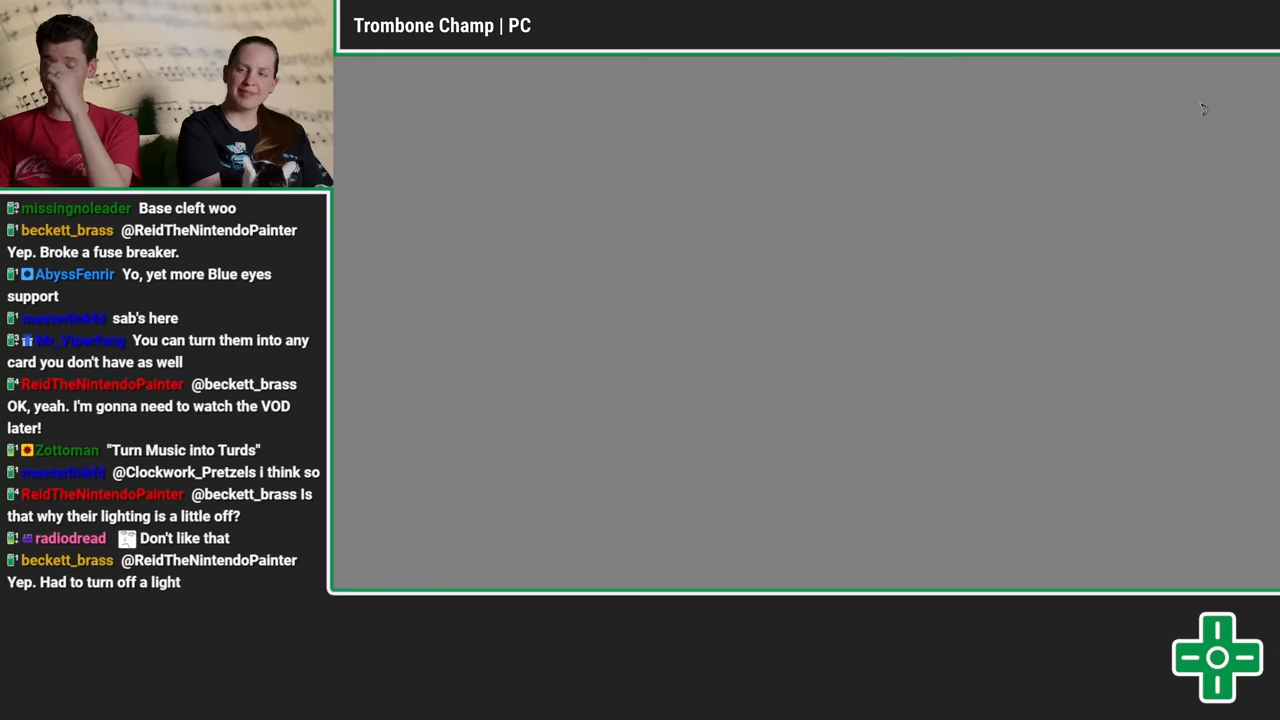 Trombone Champ | PC
missingnoleader Base cleft woo
beckett_brass @ReidTheNintendoPainter
Yep. Broke a fuse breaker.
AbyssFenrir Yo, yet more Blue eyes
support
masterlinkfd sab's here
Mr_Viperfang You can turn them into any
card you don't have as well
ReidTheNintendoPainter @beckett_brass
OK, yeah. I'm gonna need to watch the VOD
later!
Zottoman "Turn Music into Turds"
masterlinkfd @Clockwork_Pretzels i think so
ReidTheNintendoPainter @beckett_brass Is
that why their lighting is a little off?
radiodread Don't like that
beckett_brass @ReidTheNintendoPainter
Yep. Had to turn off a light